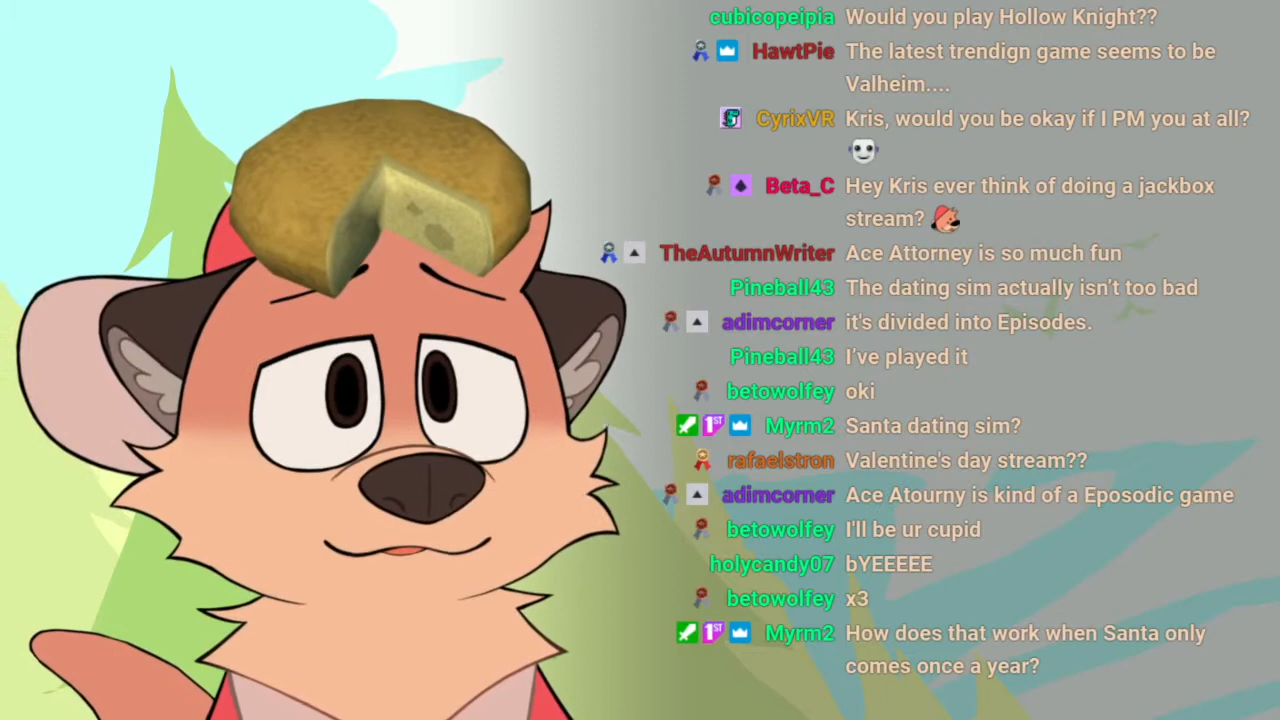 cubicopeipia Would you play Hollow Knight??
HawtPie The latest trendign game seems to be
Valheim....
CyrixVR Kris, would you be okay if I PM you at all?
Beta_C Hey Kris ever think of doing a jackbox
stream?
TheAutumnWriter Ace Attorney is so much fun
Pineball43 The dating sim actually isn't too bad
adimcorner it's divided into Episodes.
Pineball43 I've played it
betowolfey oki
1ST Myrm2 Santa dating sim?
rafaelstron Valentine's day stream??
adimcorner Ace Atourny is kind of a Eposodic game
betowolfey I'll be ur cupid
holycandy07 bYEEEEE
betowolfey x3
1ST Myrm2 How does that work when Santa only
comes once a year?